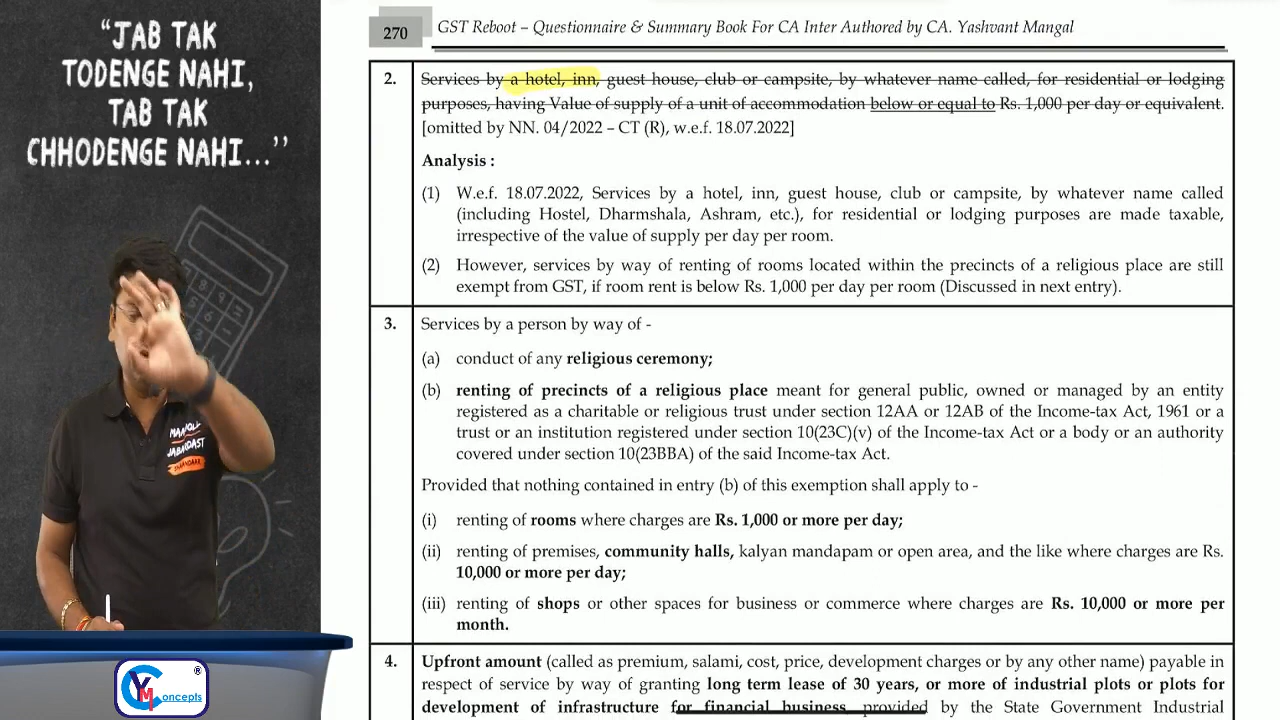 “JAB TAK
TODENGE NAHI,
TAB TAK
CHHODENGE NAHI...’’
270
GST Reboot – Questionnaire & Summary Book For CA Inter Authored by CA. Yashvant Mangal
2. Services by a hotel, inn, guest house, club or campsite, by whatever name called, for residential or lodging
purposes, having Value of supply of a unit of accommodation below or equal to Rs. 1,000 per day or equivalent.
[omitted by NN. 04/2022 – CT (R), w.e.f. 18.07.2022]
Analysis :
(1) W.e.f. 18.07.2022, Services by a hotel, inn, guest house, club or campsite, by whatever name called
(including Hostel, Dharmshala, Ashram, etc.), for residential or lodging purposes are made taxable,
irrespective of the value of supply per day per room.
(2) However, services by way of renting of rooms located within the precincts of a religious place are still
exempt from GST, if room rent is below Rs. 1,000 per day per room (Discussed in next entry).
3. Services by a person by way of -
(a) conduct of any religious ceremony;
(b) renting of precincts of a religious place meant for general public, owned or managed by an entity
registered as a charitable or religious trust under section 12AA or 12AB of the Income-tax Act, 1961 or a
trust or an institution registered under section 10(23C)(v) of the Income-tax Act or a body or an authority
covered under section 10(23BBA) of the said Income-tax Act.
Provided that nothing contained in entry (b) of this exemption shall apply to -
(i) renting of rooms where charges are Rs. 1,000 or more per day;
(ii) renting of premises, community halls, kalyan mandapam or open area, and the like where charges are Rs.
10,000 or more per day;
(iii) renting of shops or other spaces for business or commerce where charges are Rs. 10,000 or more per
month.
4. Upfront amount (called as premium, salami, cost, price, development charges or by any other name) payable in
respect of service by way of granting long term lease of 30 years, or more of industrial plots or plots for
development of infrastructure for financial business, provided by the State Government Industrial
YM Concepts ®